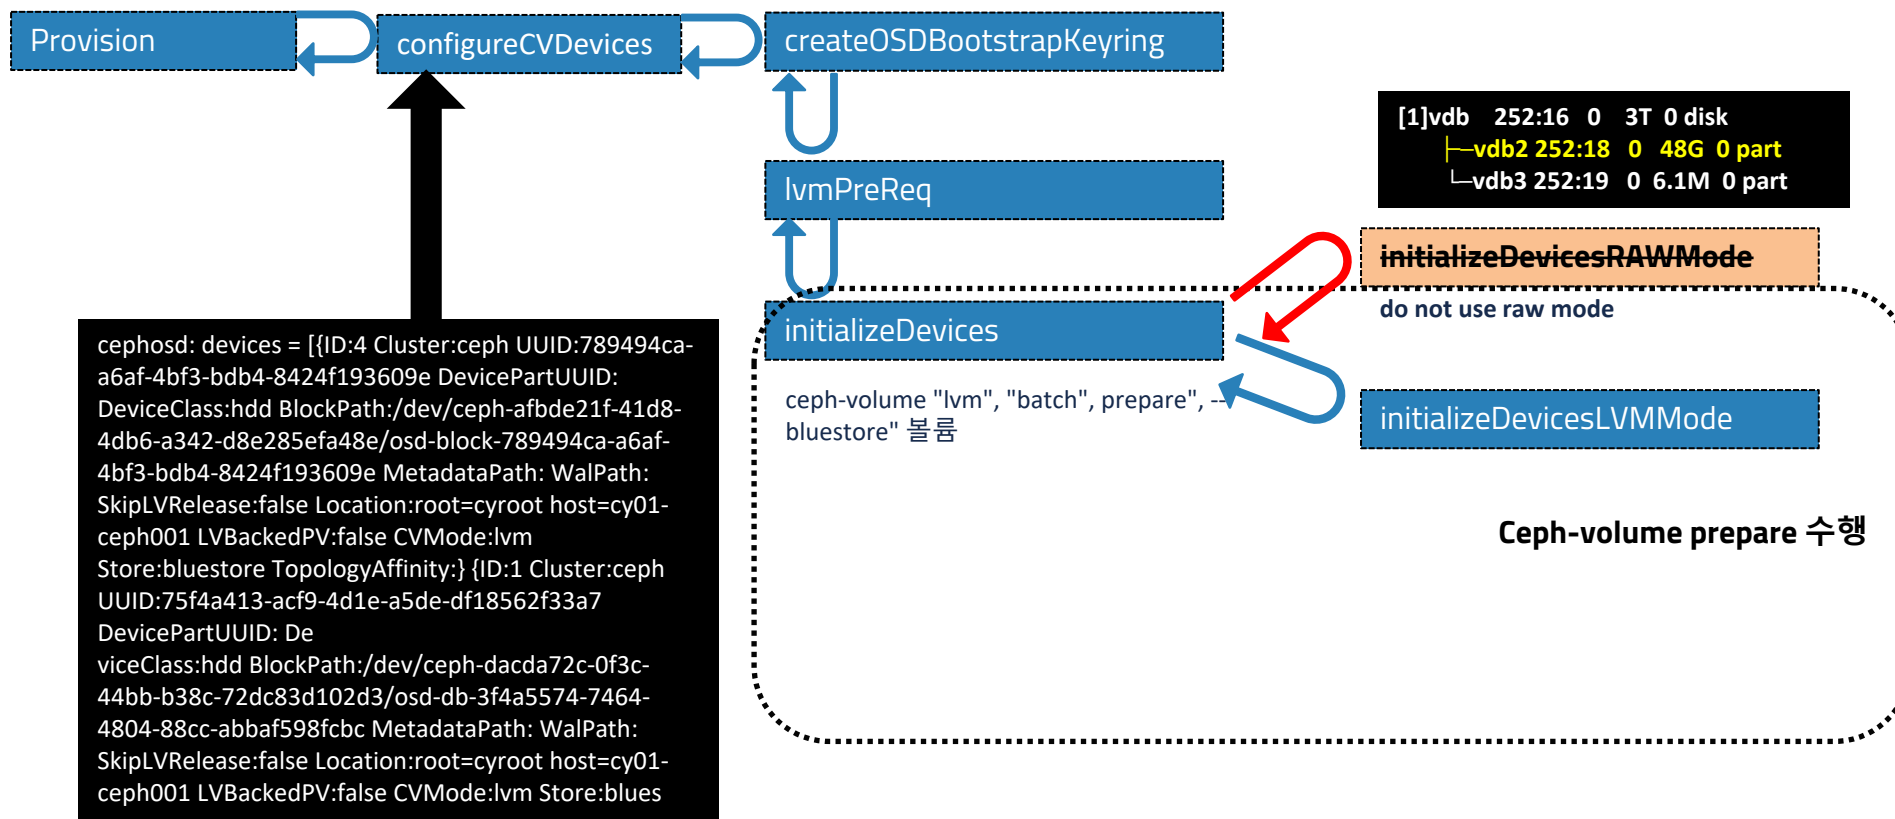 Provision
configureCVDevices
createOSDBootstrapKeyring
[1]vdb 252:16 0 3T 0 disk
├─vdb2 252:18 0 48G 0 part
└─vdb3 252:19 0 6.1M 0 part
lvmPreReq
initializeDevicesRAWMode
do not use raw mode
initializeDevices
ceph-volume "lvm", "batch", prepare", --
bluestore" 볼륨
initializeDevicesLVMMode
Ceph-volume prepare 수행
cephosd: devices = [{ID:4 Cluster:ceph UUID:789494ca-
a6af-4bf3-bdb4-8424f193609e DevicePartUUID:
DeviceClass:hdd BlockPath:/dev/ceph-afbde21f-41d8-
4db6-a342-d8e285efa48e/osd-block-789494ca-a6af-
4bf3-bdb4-8424f193609e MetadataPath: WalPath:
SkipLVRelease:false Location:root=cyroot host=cy01-
ceph001 LVBackedPV:false CVMode:lvm
Store:bluestore TopologyAffinity:} {ID:1 Cluster:ceph
UUID:75f4a413-acf9-4d1e-a5de-df18562f33a7
DevicePartUUID: De
viceClass:hdd BlockPath:/dev/ceph-dacda72c-0f3c-
44bb-b38c-72dc83d102d3/osd-db-3f4a5574-7464-
4804-88cc-abbaf598fcbc MetadataPath: WalPath:
SkipLVRelease:false Location:root=cyroot host=cy01-
ceph001 LVBackedPV:false CVMode:lvm Store:blues